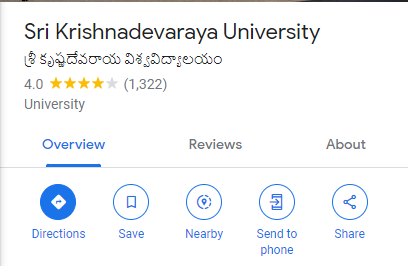 Sri Krishnadevaraya University
శ్రీ కృష్ణదేవరాయ విశ్వవిద్యాలయం
4.0 (1,322)
University
Overview Reviews About
Directions Save Nearby Send to phone Share